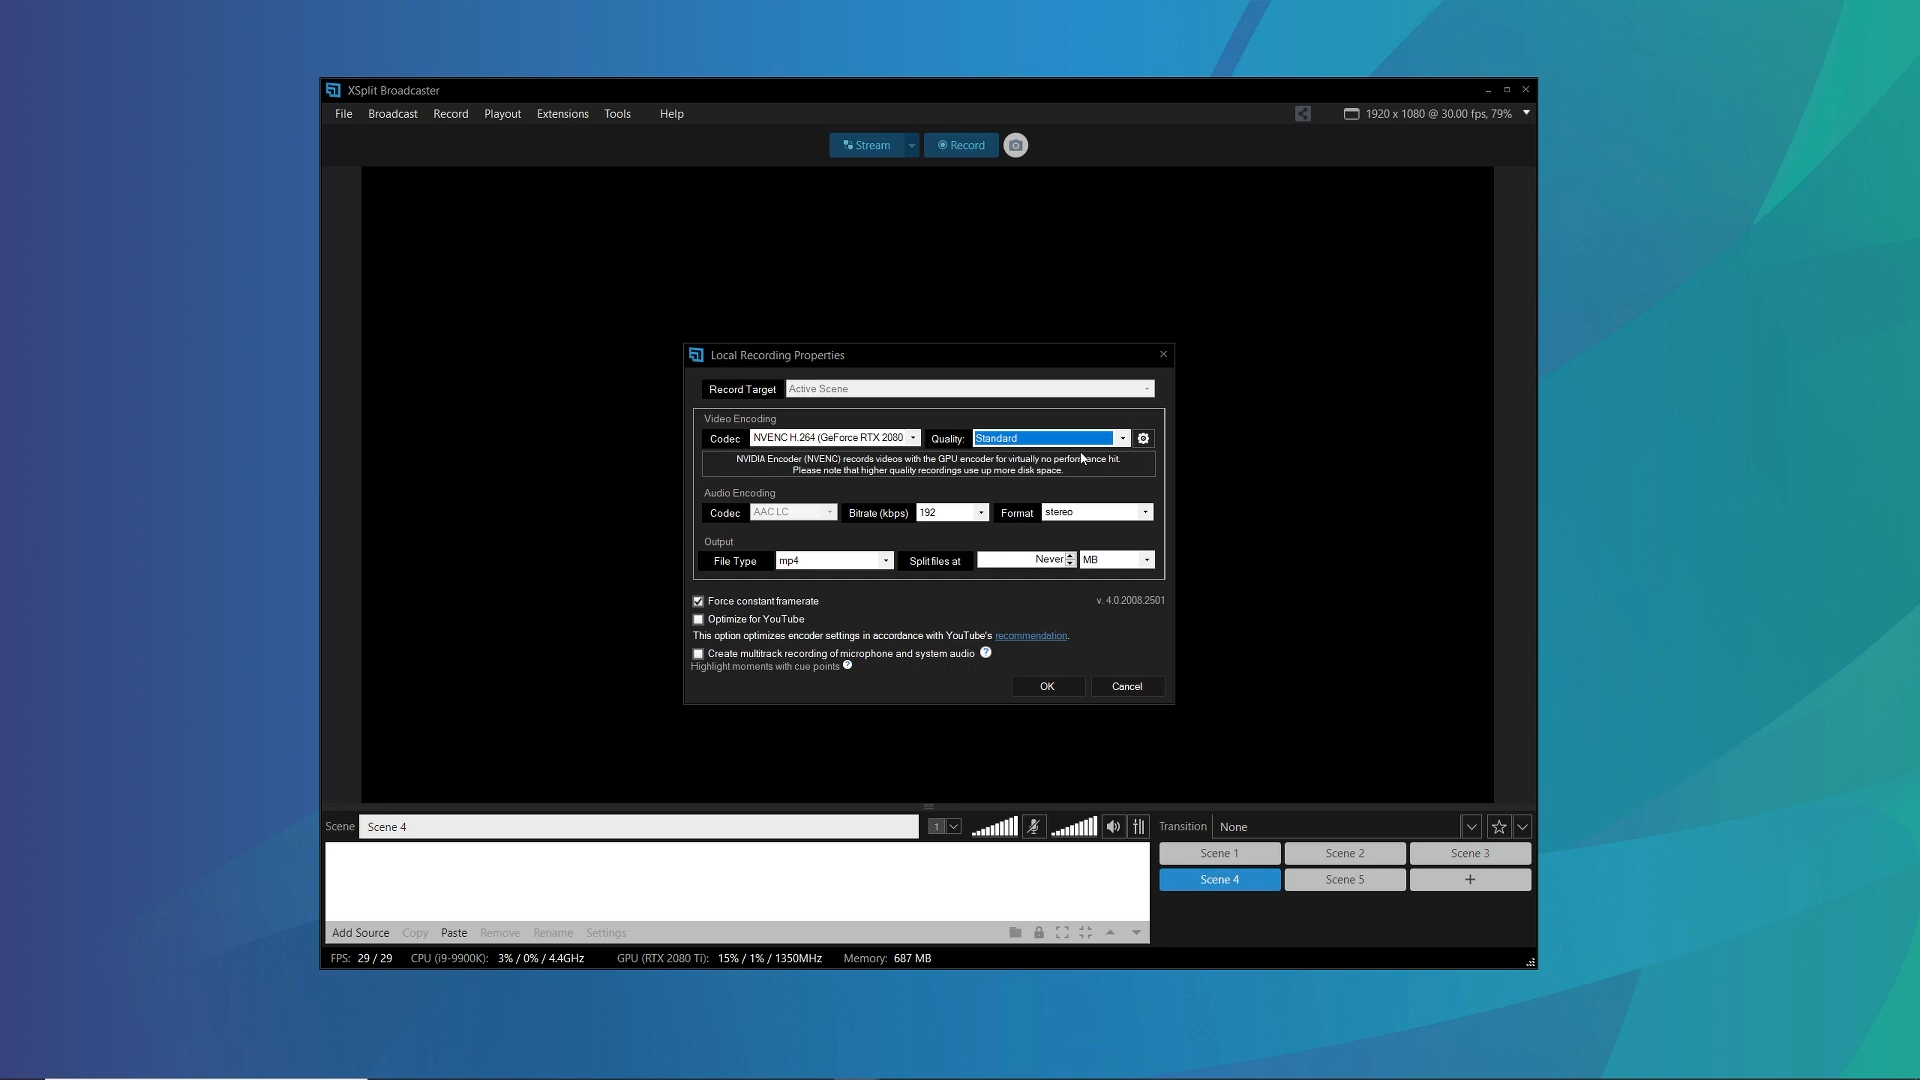 XSplit Broadcaster
File Broadcast Record Playout Extensions Tools Help 1920 x 1080 @ 30.00 fps, 79%
Stream Record
Local Recording Properties
Record Target Active Scene
Video Encoding
Codec NVENC H.264 (GeForce RTX 2080 Quality: Standard
NVIDIA Encoder (NVENC) records videos with the GPU encoder for virtually no performance hit.
Please note that higher quality recordings use up more disk space.
Audio Encoding
Codec AAC LC Bitrate (kbps) 192 Format stereo
Output
File Type mp4 Split files at Never MB
Force constant framerate v. 4.0.2008.2501
Optimize for YouTube
This option optimizes encoder settings in accordance with YouTube's recommendation.
Create multitrack recording of microphone and system audio ?
Highlight moments with cue points ?
OK Cancel
Scene Scene 4 1 Transition None
Scene 1 Scene 2 Scene 3
Scene 4 Scene 5 +
Add Source Copy Paste Remove Rename Settings
FPS: 29 / 29 CPU (i9-9900K): 3% / 0% / 4.4GHz GPU (RTX 2080 Ti): 15% / 1% / 1350MHz Memory: 687 MB